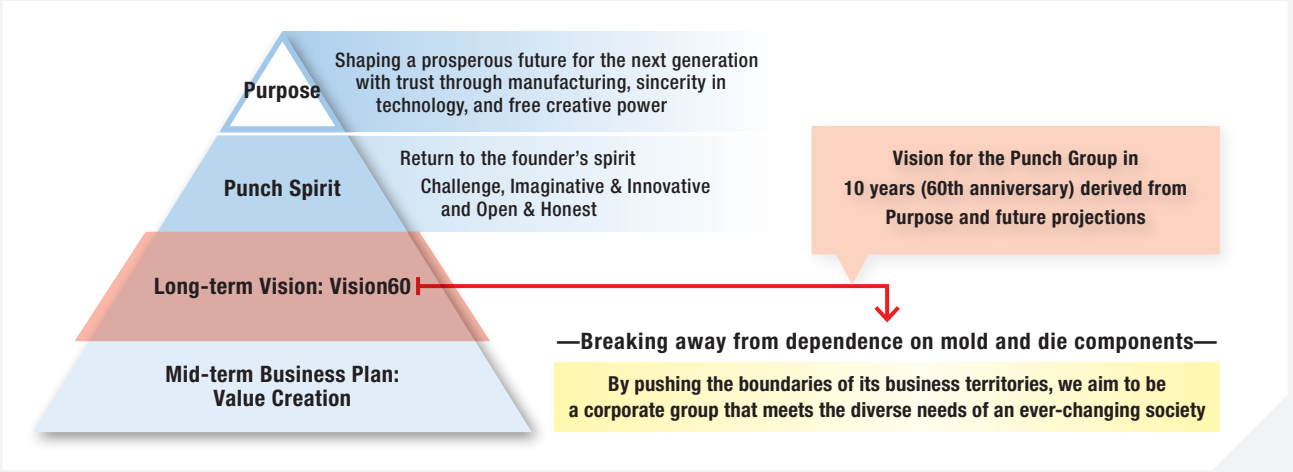 Purpose
Shaping a prosperous future for the next generation
with trust through manufacturing, sincerity in
technology, and free creative power
Punch Spirit
Return to the founder’s spirit
Challenge, Imaginative & Innovative
and Open & Honest
Vision for the Punch Group in
10 years (60th anniversary) derived from
Purpose and future projections
Long-term Vision: Vision60
—Breaking away from dependence on mold and die components—
By pushing the boundaries of its business territories, we aim to be
a corporate group that meets the diverse needs of an ever-changing society
Mid-term Business Plan:
Value Creation